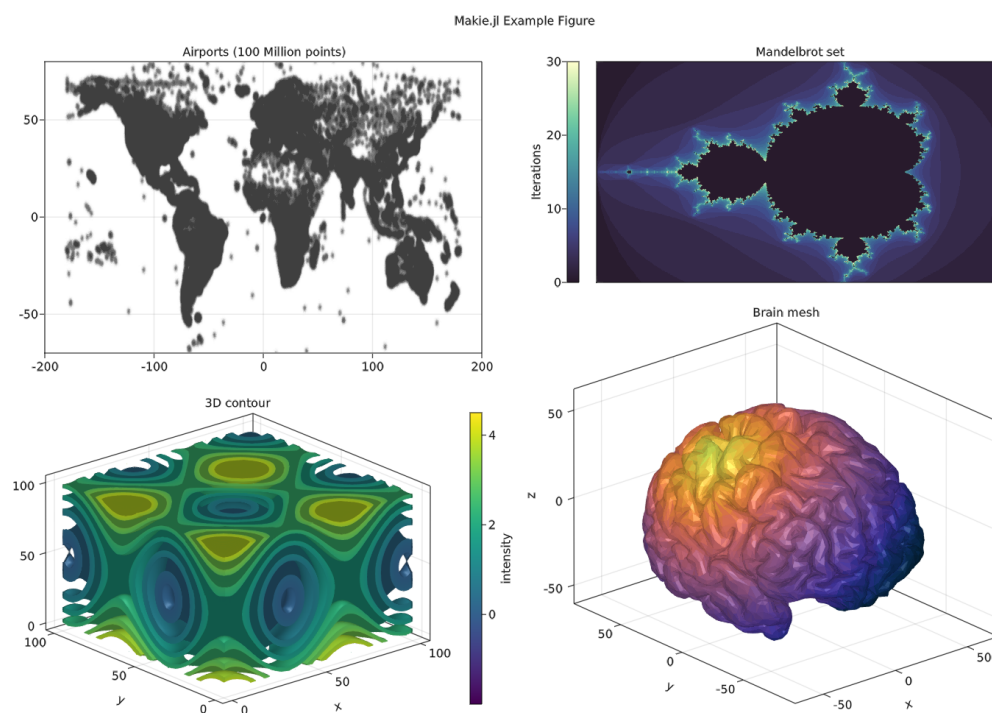 Makie.jl Example Figure
Airports (100 Million points)
50
0
-50
-200
-100
0
100
200
Mandelbrot set
30
20
10
0
Iterations
3D contour
100
50
0
100
50
0
y
50
100
x
4
2
0
intensity
Brain mesh
50
0
-50
z
50
0
-50
y
-50
0
50
x
0